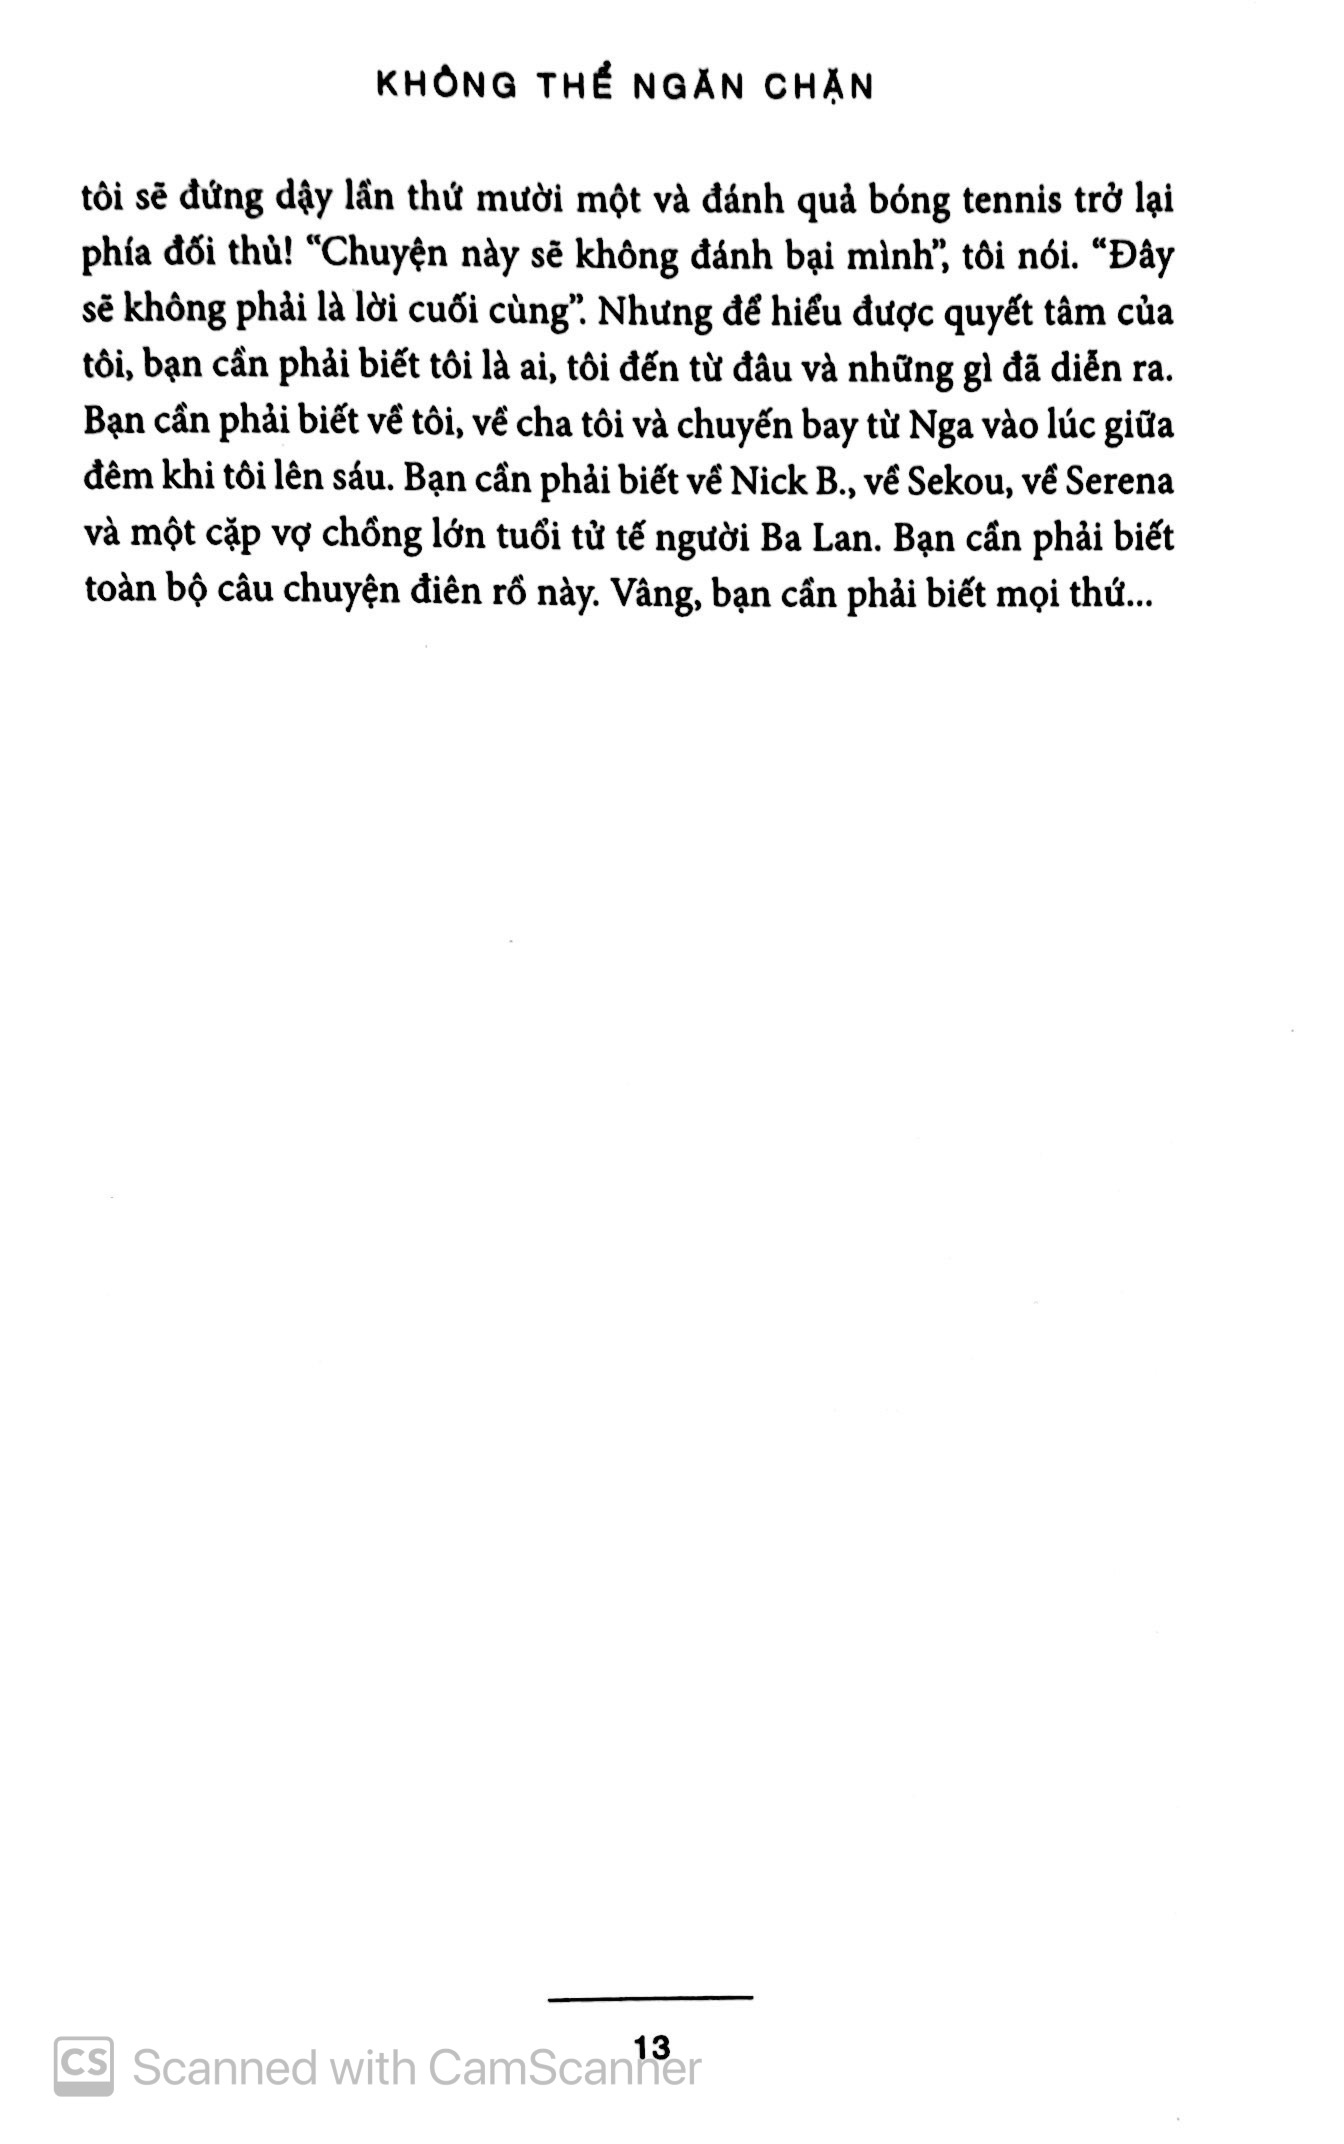 KHÔNG THỂ NGĂN CHẶN
tôi sẽ đứng dậy lần thứ mười một và đánh quả bóng tennis trở lại
phía đối thủ! “Chuyện này sẽ không đánh bại mình”, tôi nói. “Đây
sẽ không phải là lời cuối cùng”. Nhưng để hiểu được quyết tâm của
tôi, bạn cần phải biết tôi là ai, tôi đến từ đâu và những gì đã diễn ra.
Bạn cần phải biết về tôi, về cha tôi và chuyến bay từ Nga vào lúc giữa
đêm khi tôi lên sáu. Bạn cần phải biết về Nick B., về Sekou, về Serena
và một cặp vợ chồng lớn tuổi tử tế người Ba Lan. Bạn cần phải biết
toàn bộ câu chuyện điên rồ này. Vâng, bạn cần phải biết mọi thứ...
13
CS Scanned with CamScanner